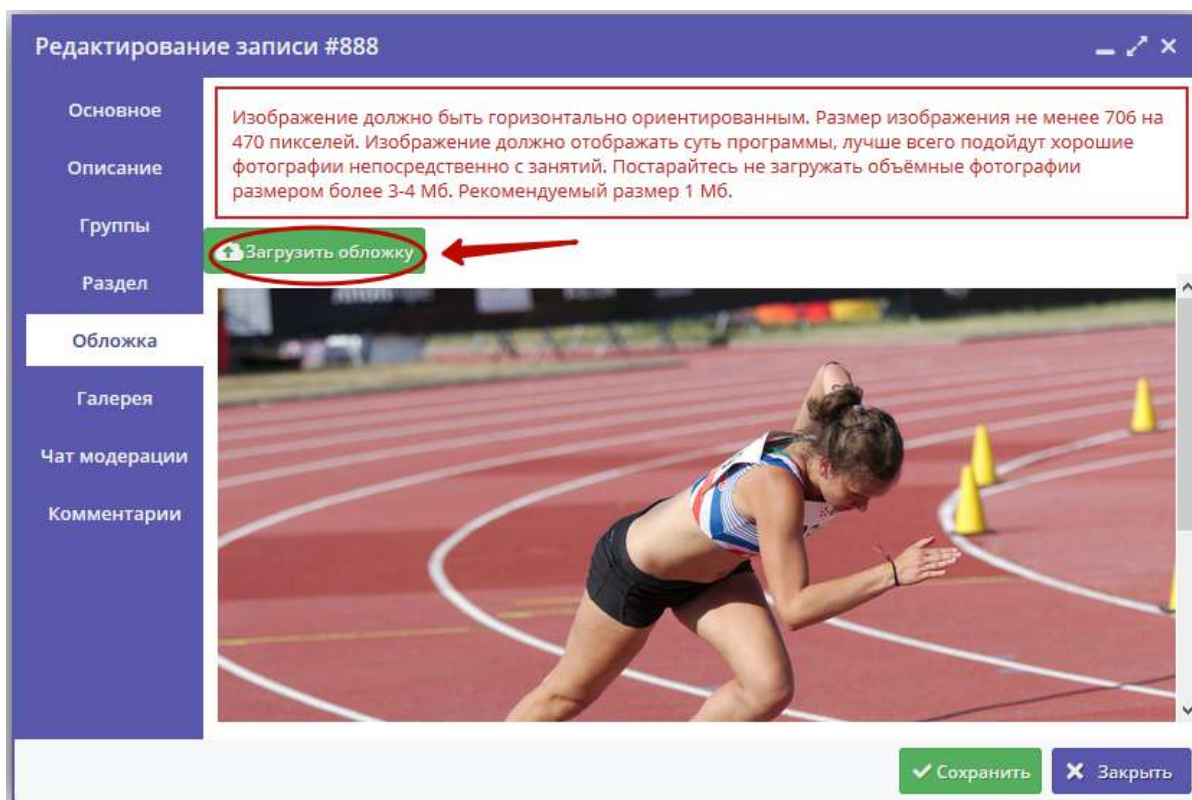 Редактирование записи #888
Основное
Описание
Группы
Раздел
Обложка
Галерея
Чат модерации
Комментарии
Изображение должно быть горизонтально ориентированным. Размер изображения не менее 706 на
470 пикселей. Изображение должно отображать суть программы, лучше всего подойдут хорошие
фотографии непосредственно с занятий. Постарайтесь не загружать объёмные фотографии
размером более 3-4 Мб. Рекомендуемый размер 1 Мб.
Загрузить обложку
Сохранить
Закрыть